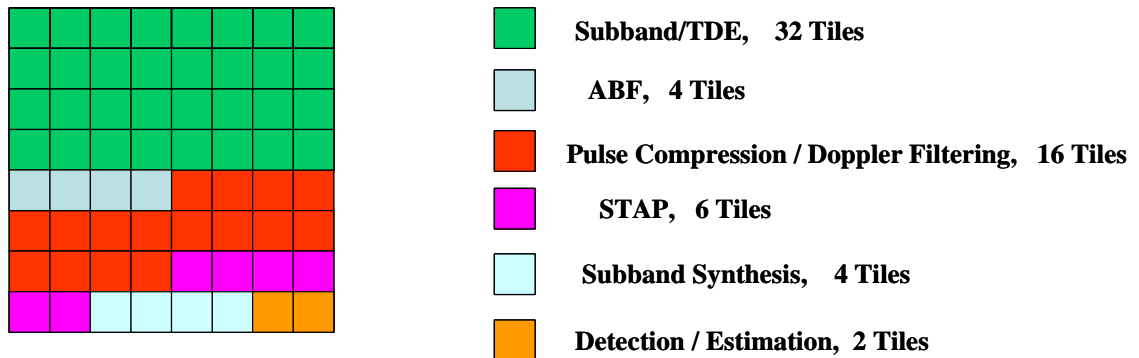 Subband/TDE, 32 Tiles
ABF, 4 Tiles
Pulse Compression / Doppler Filtering, 16 Tiles
STAP, 6 Tiles
Subband Synthesis, 4 Tiles
Detection / Estimation, 2 Tiles